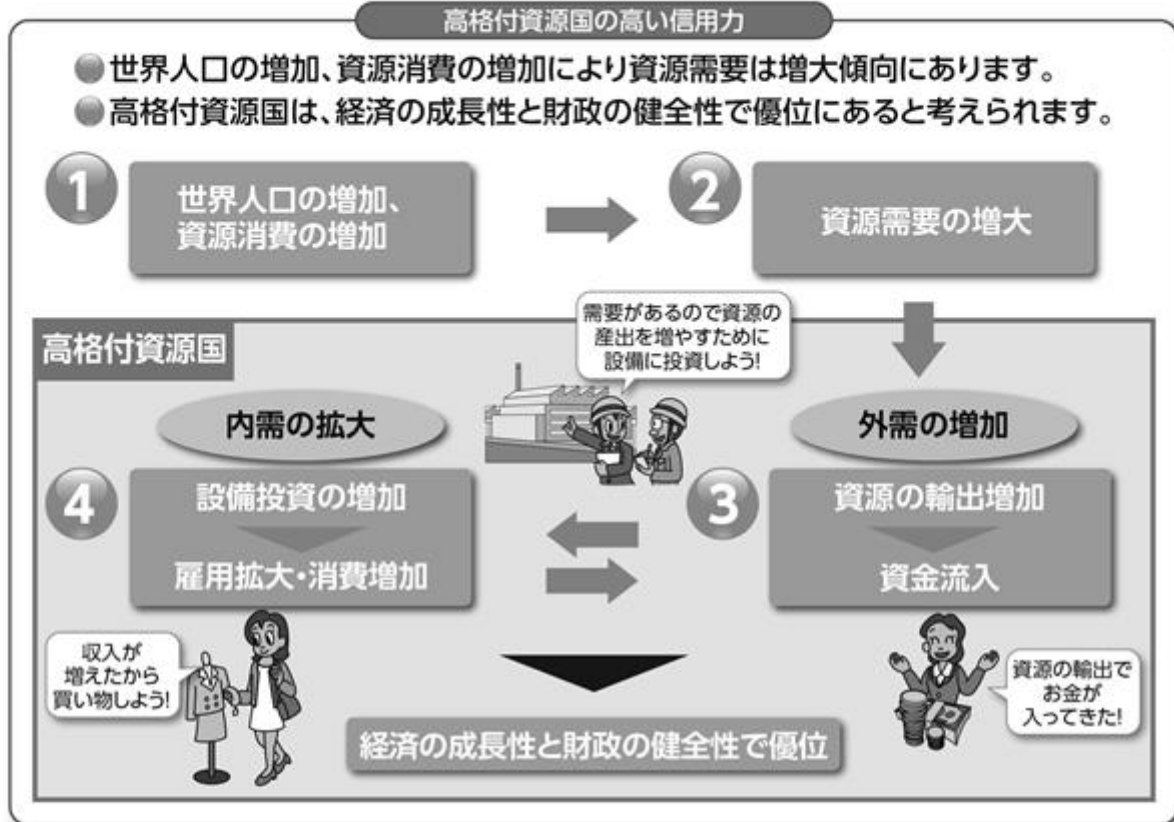 高格付資源国の高い信用力
●世界人口の増加、資源消費の増加により資源需要は増大傾向にあります。
●高格付資源国は、経済の成長性と財政の健全性で優位にあると考えられます。
1
世界人口の増加、
資源消費の増加
2
資源需要の増大
高格付資源国
需要があるので資源の
産出を増やすために
設備に投資しよう!
内需の拡大
外需の増加
4
設備投資の増加
雇用拡大・消費増加
3
資源の輸出増加
資金流入
収入が
増えたから
買い物しよう!
資源の輸出で
お金が
入ってきた!
経済の成長性と財政の健全性で優位